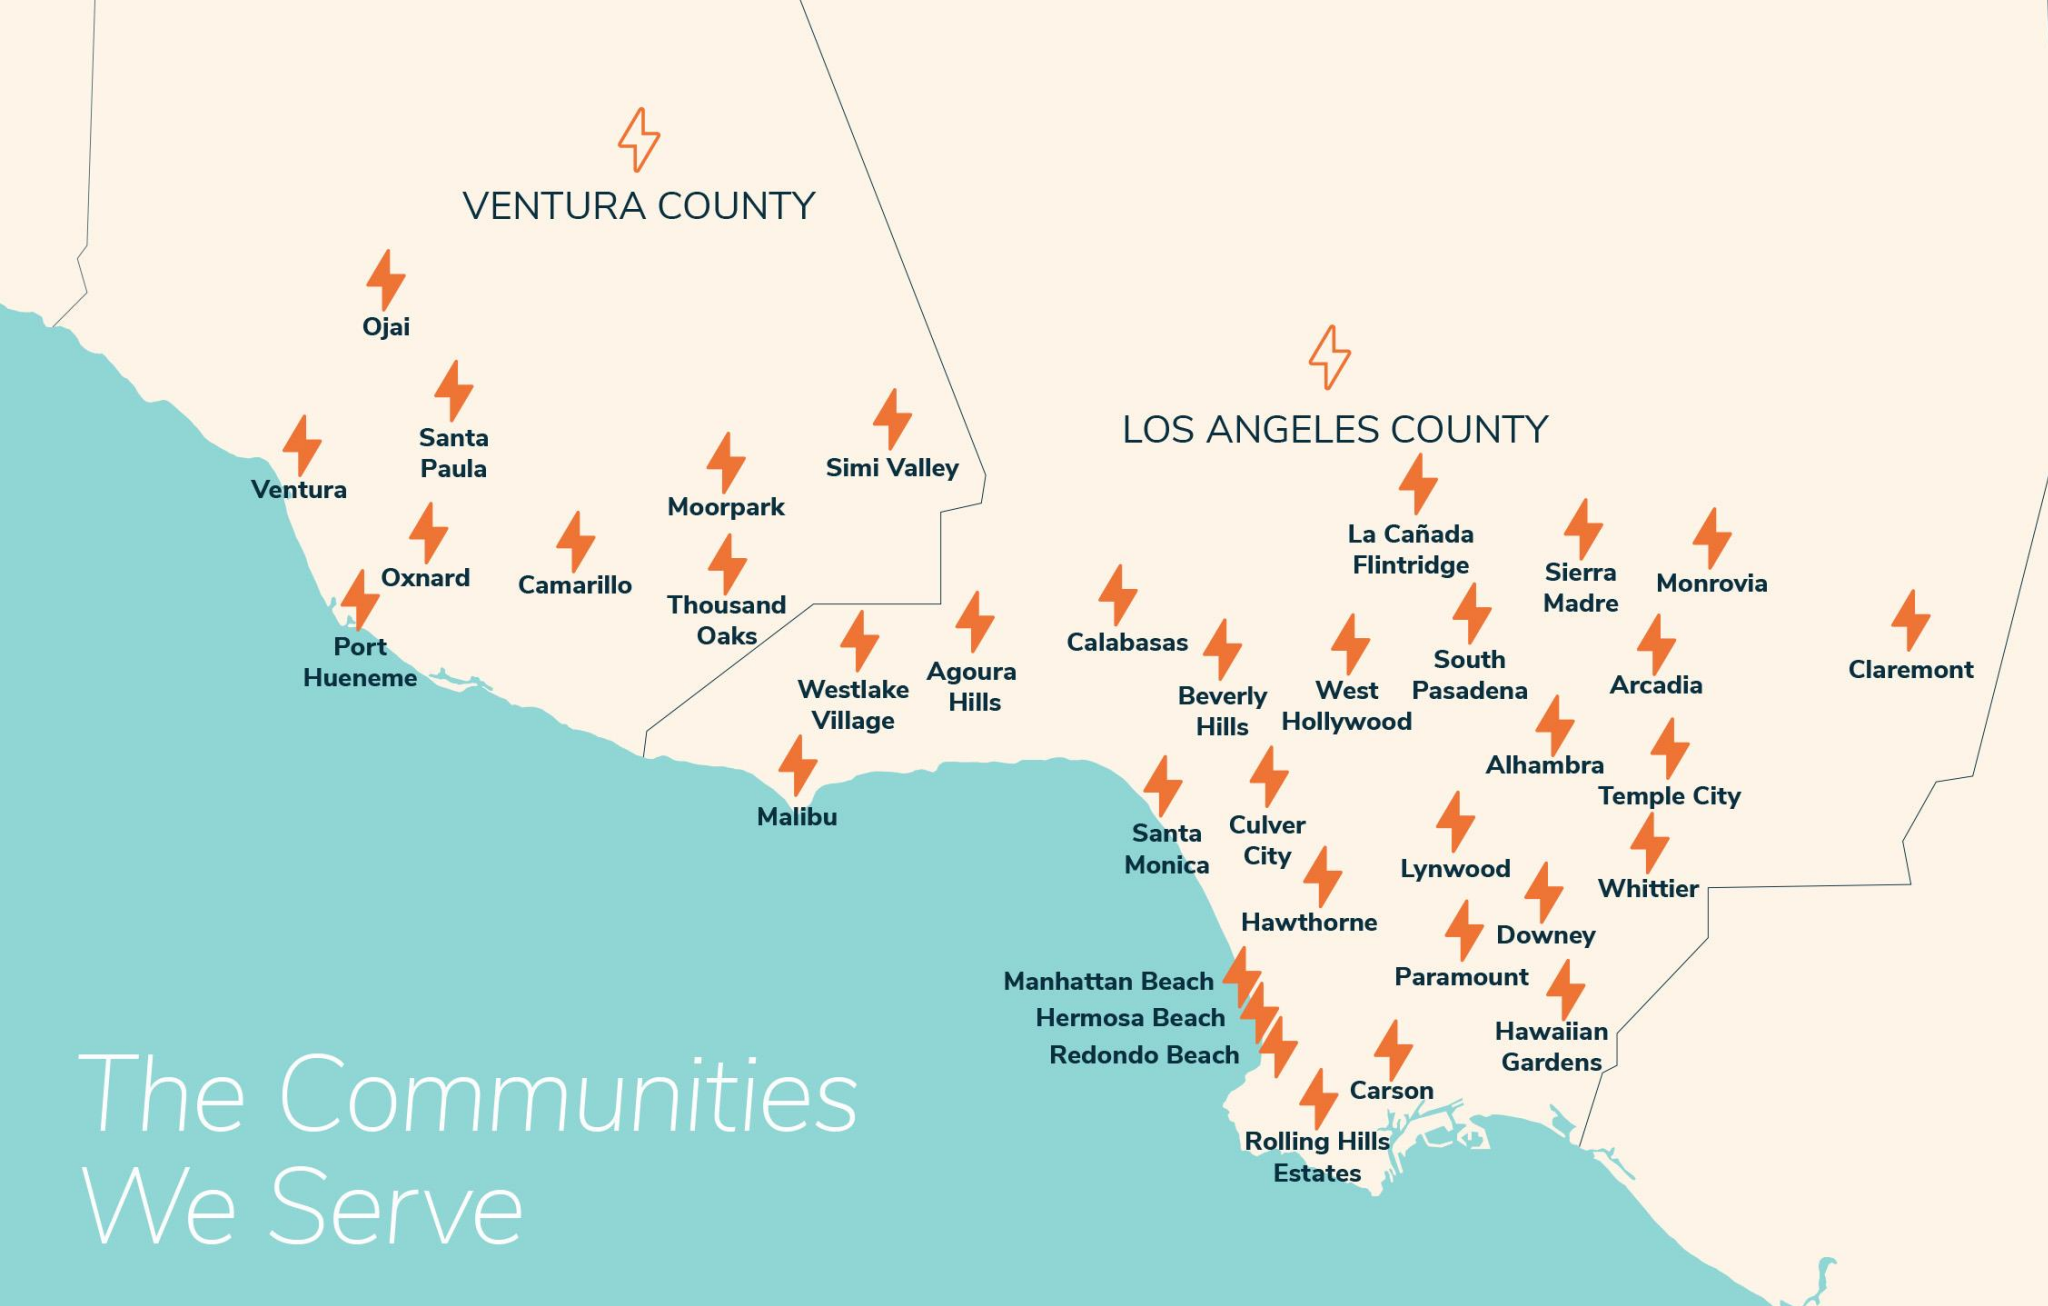 VENTURA COUNTY
Ojai
Santa
Paula
Ventura
Simi Valley
Moorpark
Oxnard
Camarillo
Thousand
Oaks
Port
Hueneme
LOS ANGELES COUNTY
La Cañada
Flintridge
Sierra
Madre
Monrovia
Claremont
Calabasas
Agoura
Hills
Westlake
Village
Malibu
Beverly
Hills
West
Hollywood
South
Pasadena
Arcadia
Alhambra
Temple City
Santa
Monica
Culver
City
Lynwood
Whittier
Hawthorne
Downey
Paramount
Manhattan Beach
Hermosa Beach
Redondo Beach
Hawaiian
Gardens
Carson
Rolling Hills
Estates
The Communities
We Serve